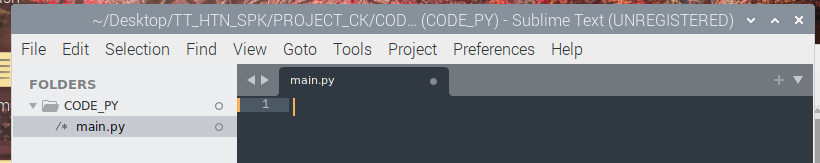 ~/Desktop/TT_HTN_SPK/PROJECT_CK/COD... (CODE_PY) - Sublime Text (UNREGISTERED)
File Edit Selection Find View Goto Tools Project Preferences Help
FOLDERS
CODE_PY
/* main.py
main.py
1